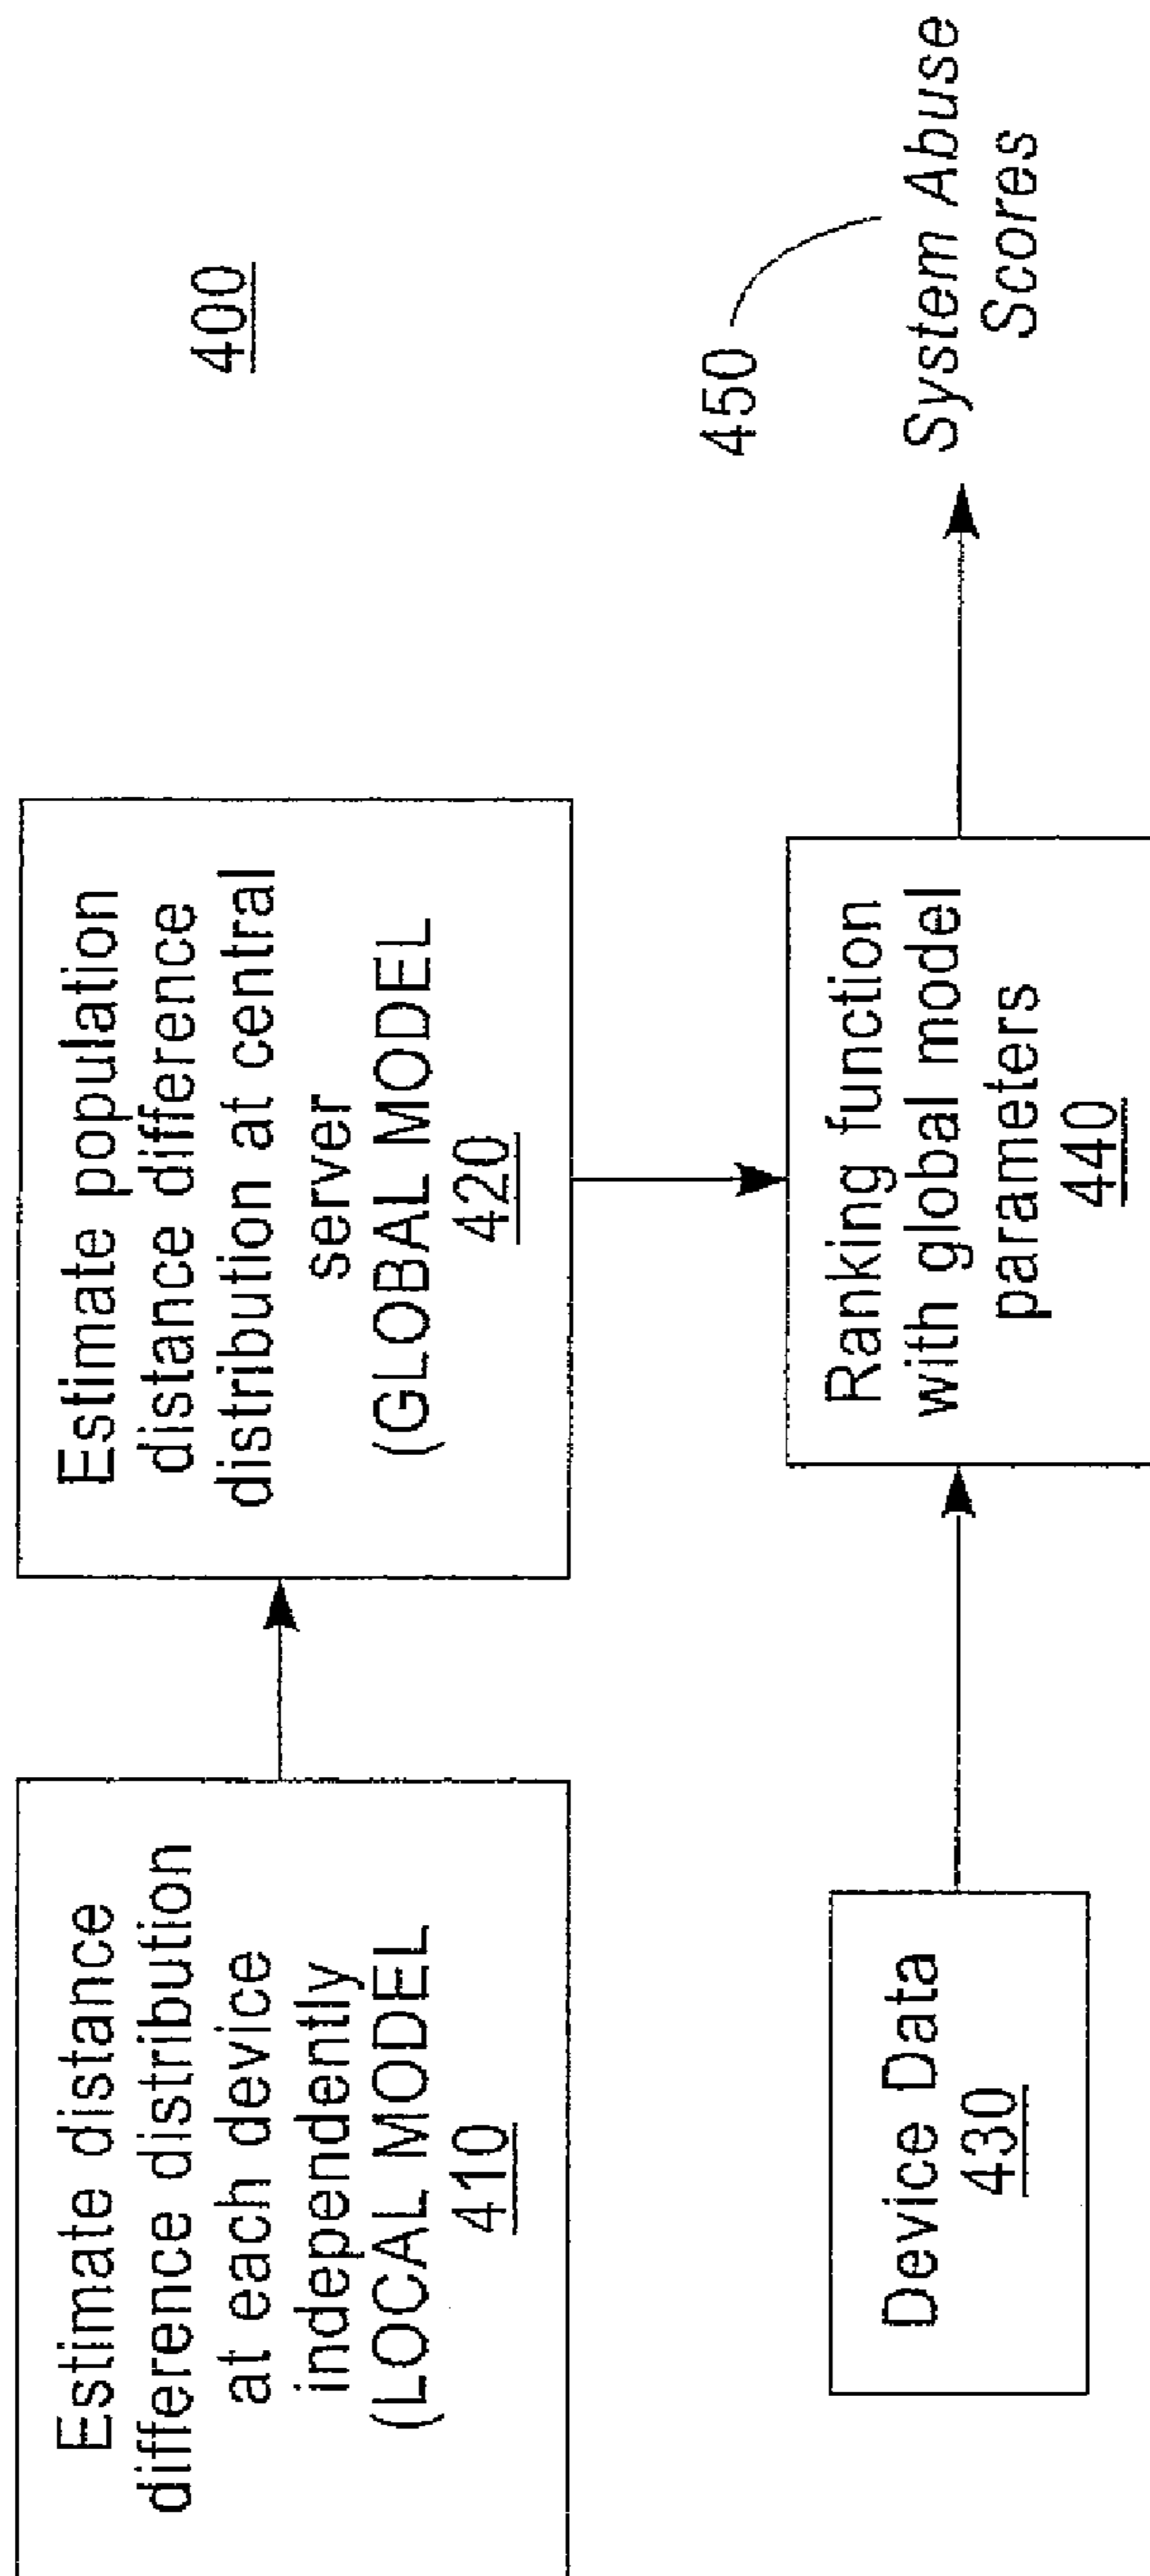 400
Estimate distance
difference distribution
at each device
independently
(LOCAL MODEL
410
Estimate population
distance difference
distribution at central
server
(GLOBAL MODEL
420
Device Data
430
Ranking function
with global model
parameters
440
450
System Abuse
Scores